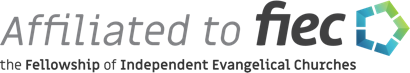 Affiliated to fiec
the Fellowship of Independent Evangelical Churches